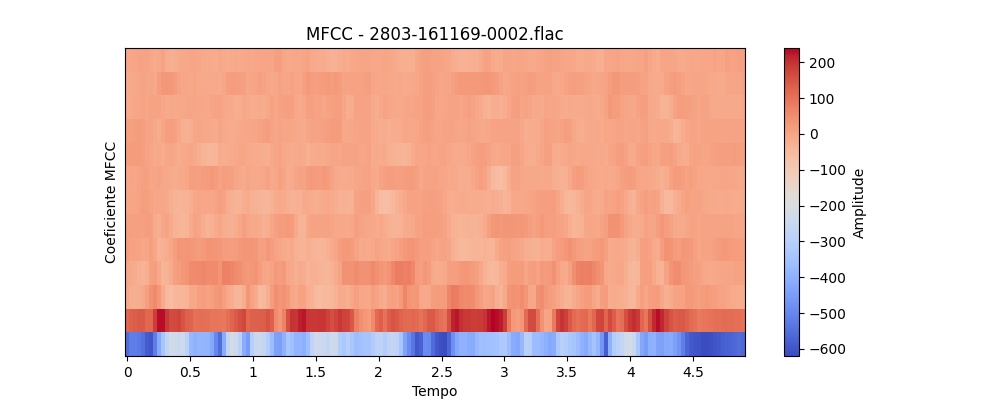 MFCC - 2803-161169-0002.flac
Coeficiente MFCC
0 0.5 1 1.5 2 2.5 3 3.5 4 4.5
Tempo
200
100
0
−100
−200
−300
−400
−500
−600
Amplitude